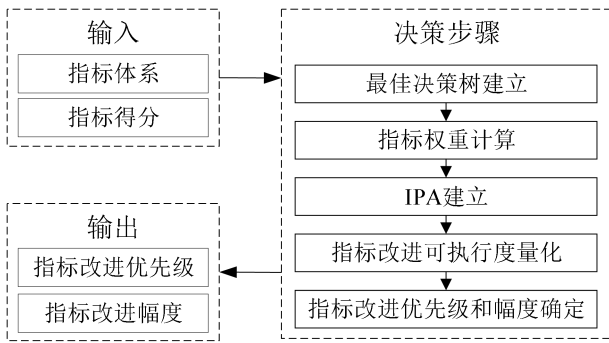 输入
指标体系
指标得分
决策步骤
最佳决策树建立
指标权重计算
IPA建立
指标改进可执行度量化
指标改进优先级和幅度确定
输出
指标改进优先级
指标改进幅度